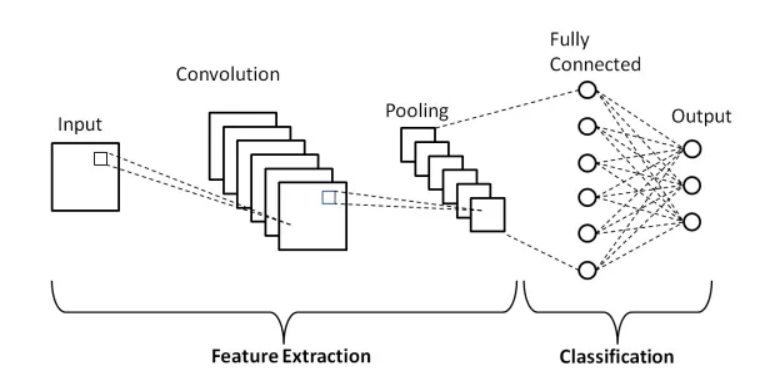 Input
Convolution
Pooling
Fully
Connected
Output
Feature Extraction
Classification